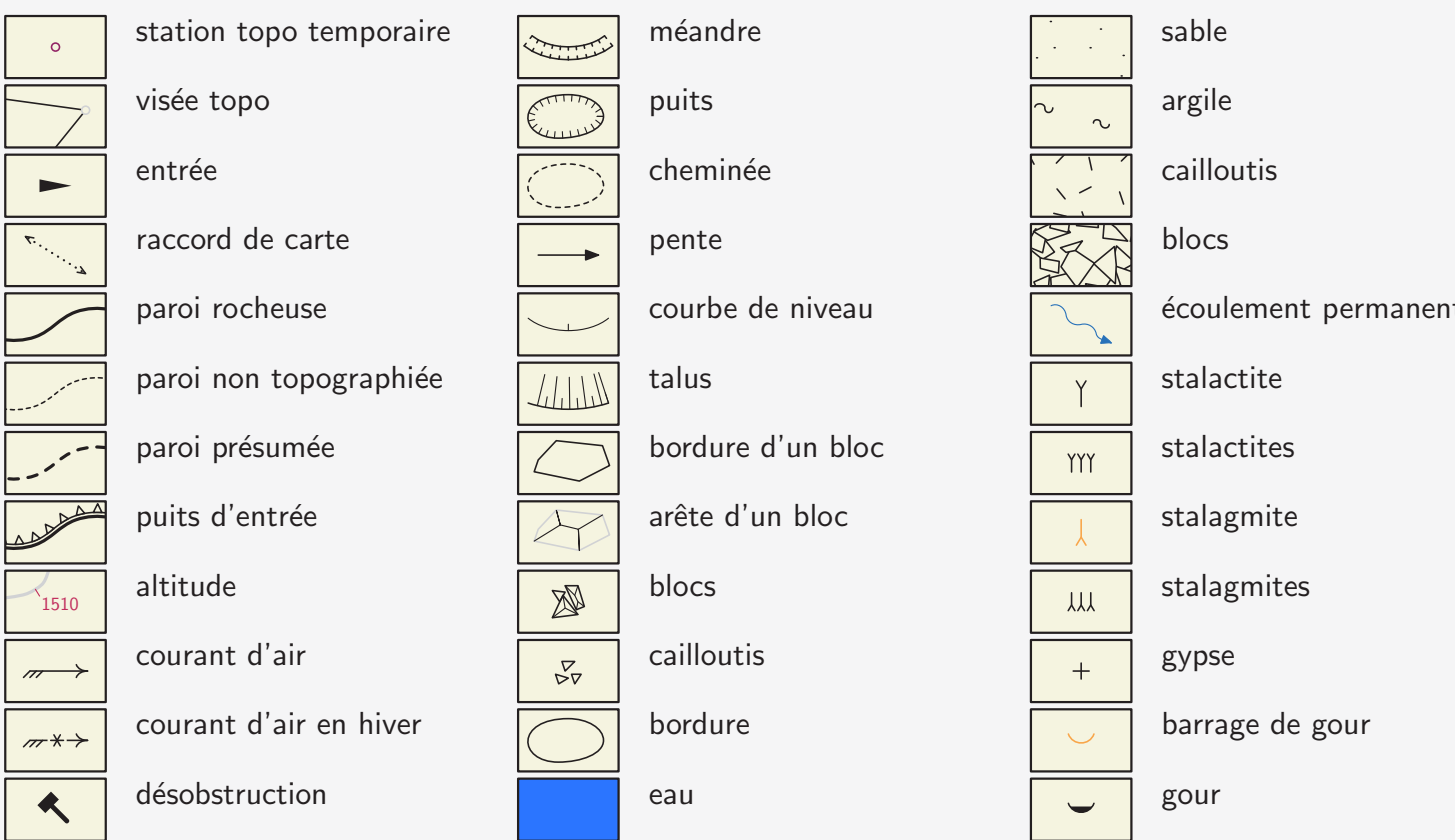 station topo temporaire
visée topo
entrée
raccord de carte
paroi rocheuse
paroi non topographiée
paroi présumée
puits d'entrée
1510
altitude
courant d'air
courant d'air en hiver
désobstruction
méandre
puits
cheminée
pente
courbe de niveau
talus
bordure d'un bloc
arête d'un bloc
blocs
cailloutis
bordure
eau
sable
argile
cailloutis
blocs
écoulement permanent
stalactite
stalactites
stalagmite
stalagmites
gypse
barrage de gour
gour